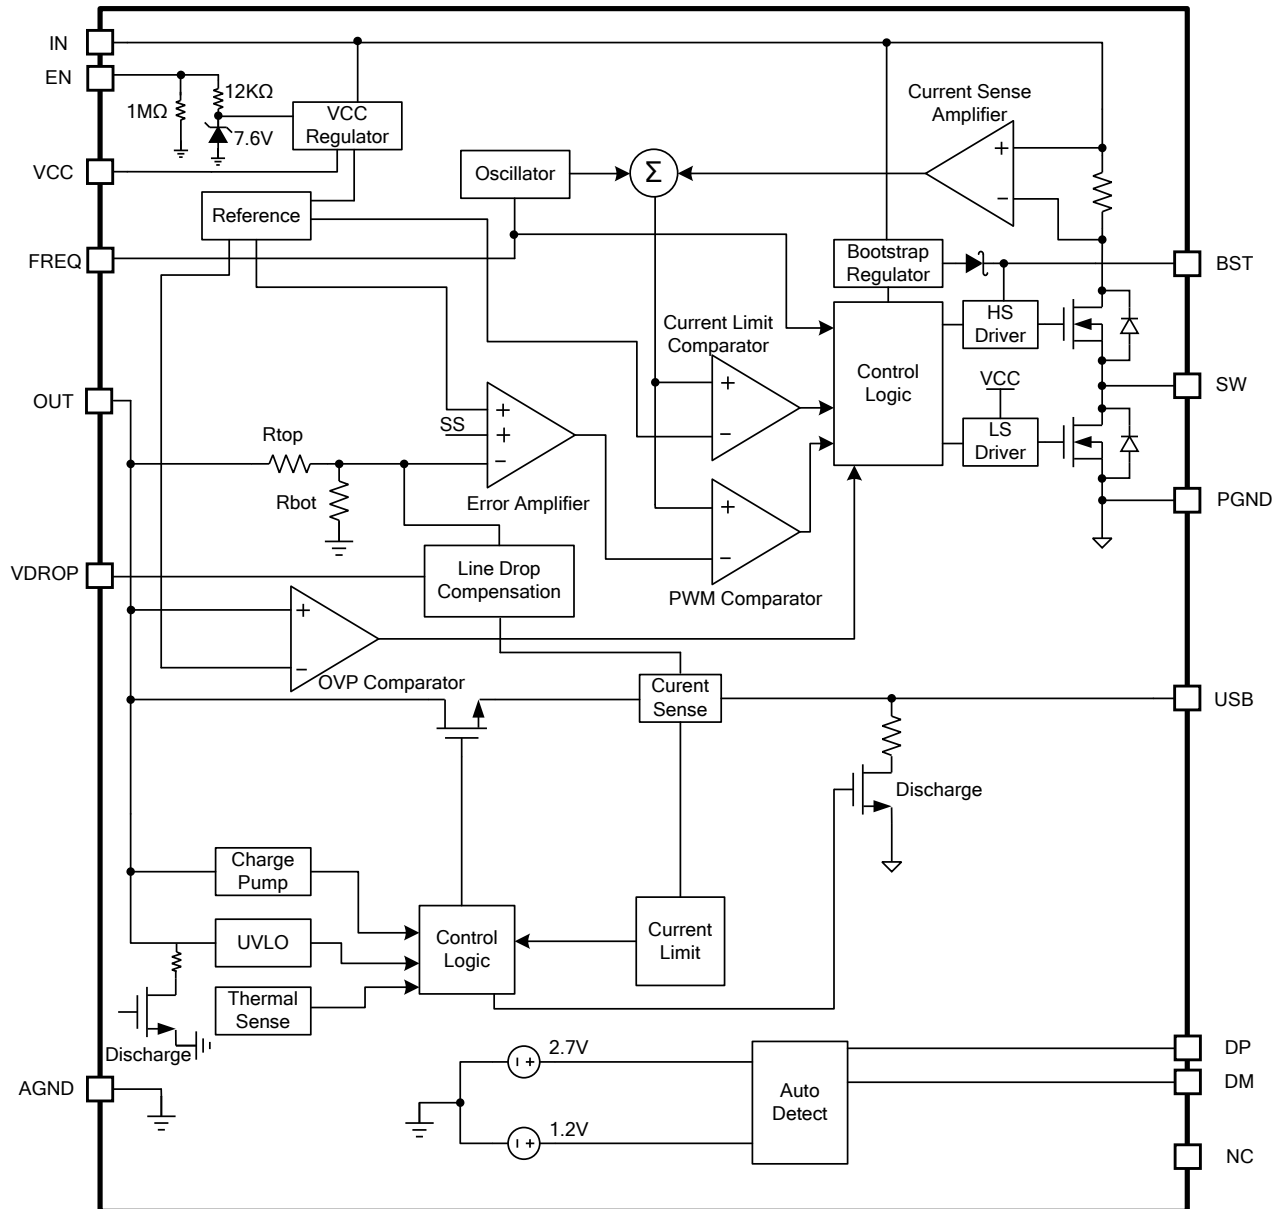 IN
EN
12KΩ
1MΩ
7.6V
VCC
Regulator
VCC
Reference
FREQ
Oscillator
Σ
Current Sense
Amplifier
+
−
Bootstrap
Regulator
BST
HS
Driver
Current Limit
Comparator
+
−
Control
Logic
VCC
LS
Driver
SW
PGND
OUT
Rtop
Rbot
SS
+
+
−
Error Amplifier
+
−
PWM Comparator
VDROP
Line Drop
Compensation
+
−
OVP Comparator
Curent
Sense
USB
Discharge
Charge
Pump
UVLO
Thermal
Sense
Control
Logic
Current
Limit
Discharge
AGND
2.7V
+
1.2V
+
Auto
Detect
DP
DM
NC